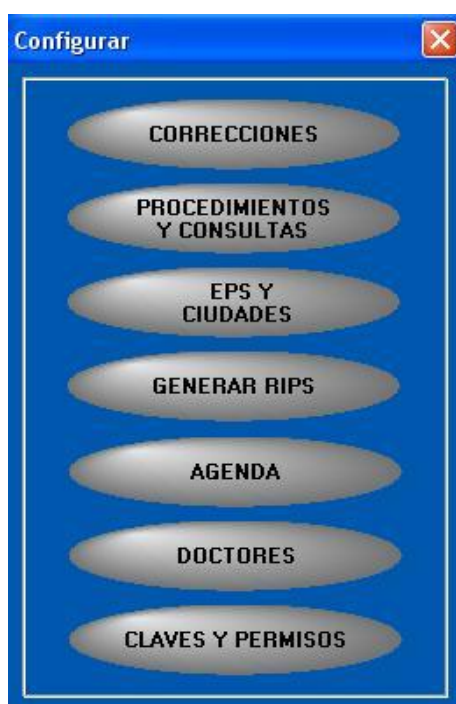 Configurar
CORRECCIONES
PROCEDIMIENTOS
Y CONSULTAS
EPS Y
CIUDADES
GENERAR RIPS
AGENDA
DOCTORES
CLAVES Y PERMISOS